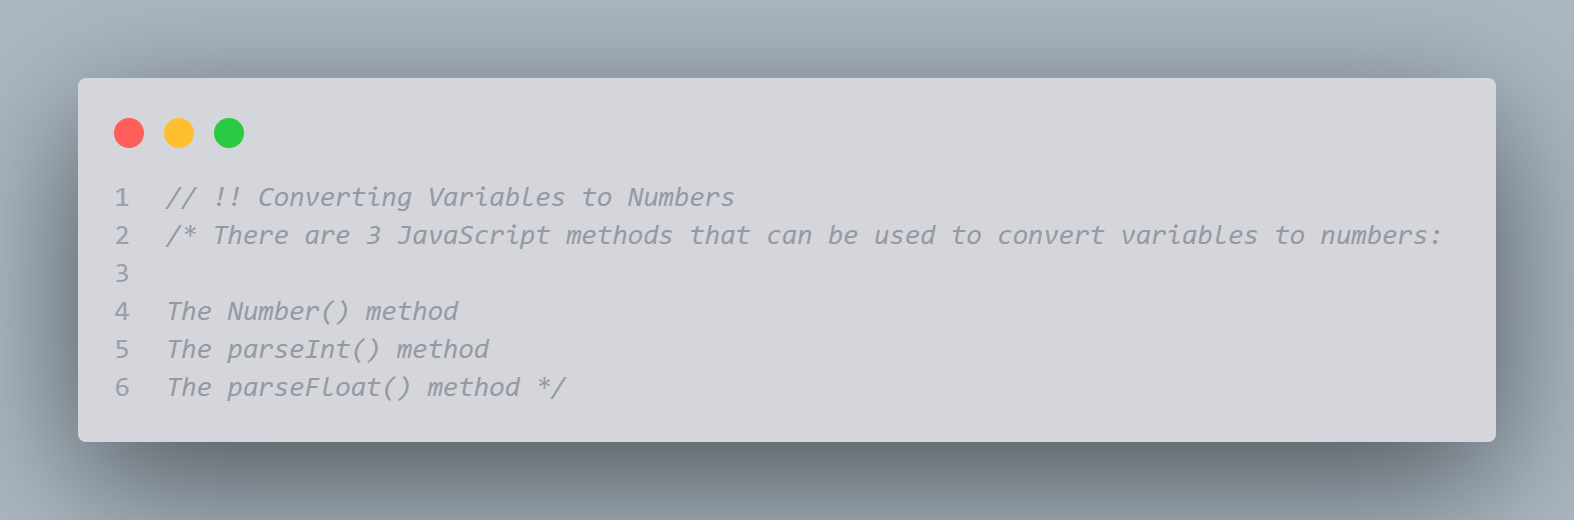 1 // !! Converting Variables to Numbers
2 /* There are 3 JavaScript methods that can be used to convert variables to numbers:
3
4 The Number() method
5 The parseInt() method
6 The parseFloat() method */